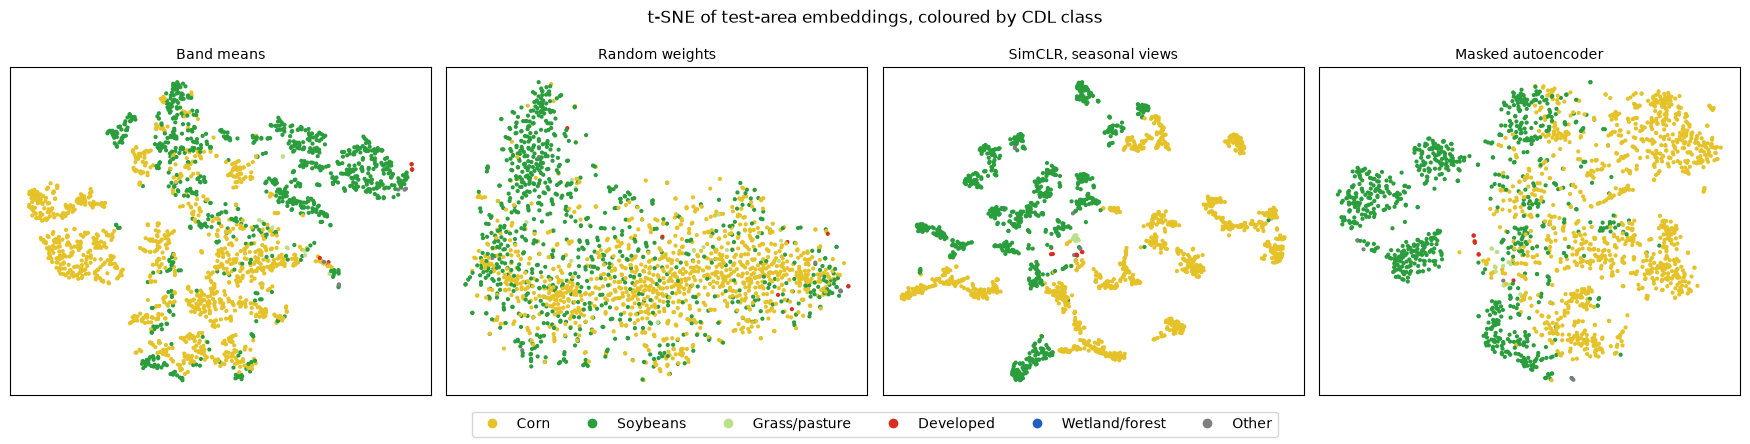 t-SNE of test-area embeddings, coloured by CDL class
Band means
Random weights
SimCLR, seasonal views
Masked autoencoder
Corn
Soybeans
Grass/pasture
Developed
Wetland/forest
Other